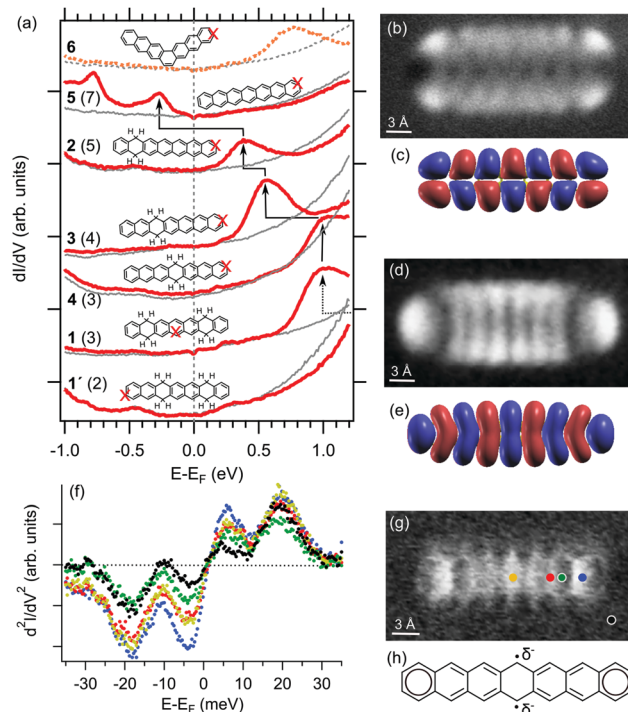 (a)
6
X
5 (7)
X
H H
2 (5)
X
H H
H H
3 (4)
X
H H
H H
4 (3)
X
H H
H H H H
1 (3)
X
H H H H
H H H H
1´ (2)
X
H H H H
dI/dV (arb. units)
-1.0 -0.5 0.0 0.5 1.0
E-EF (eV)
(b)
3 Å
(c)
(d)
3 Å
(e)
(f)
d²I/dV² (arb. units)
-30 -20 -10 0 10 20 30
E-EF (meV)
(g)
3 Å
(h)
• δ-
• δ-